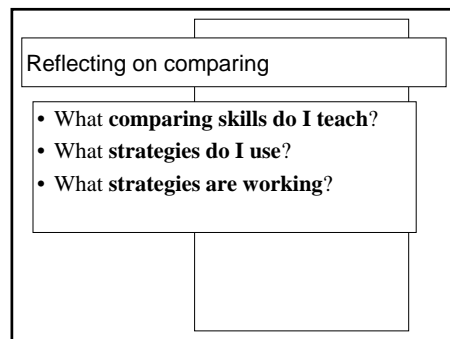 Reflecting on comparing
• What comparing skills do I teach?
• What strategies do I use?
• What strategies are working?